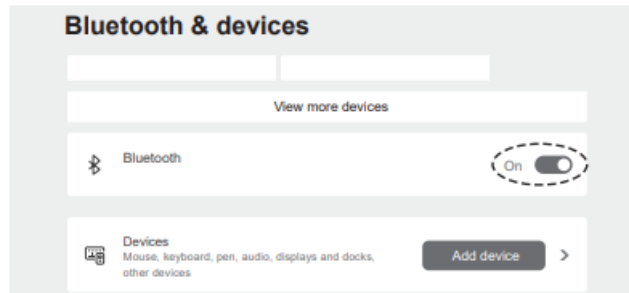 Bluetooth & devices
View more devices
Bluetooth
On
Devices
Mouse, keyboard, pen, audio, displays and docks,
other devices
Add device